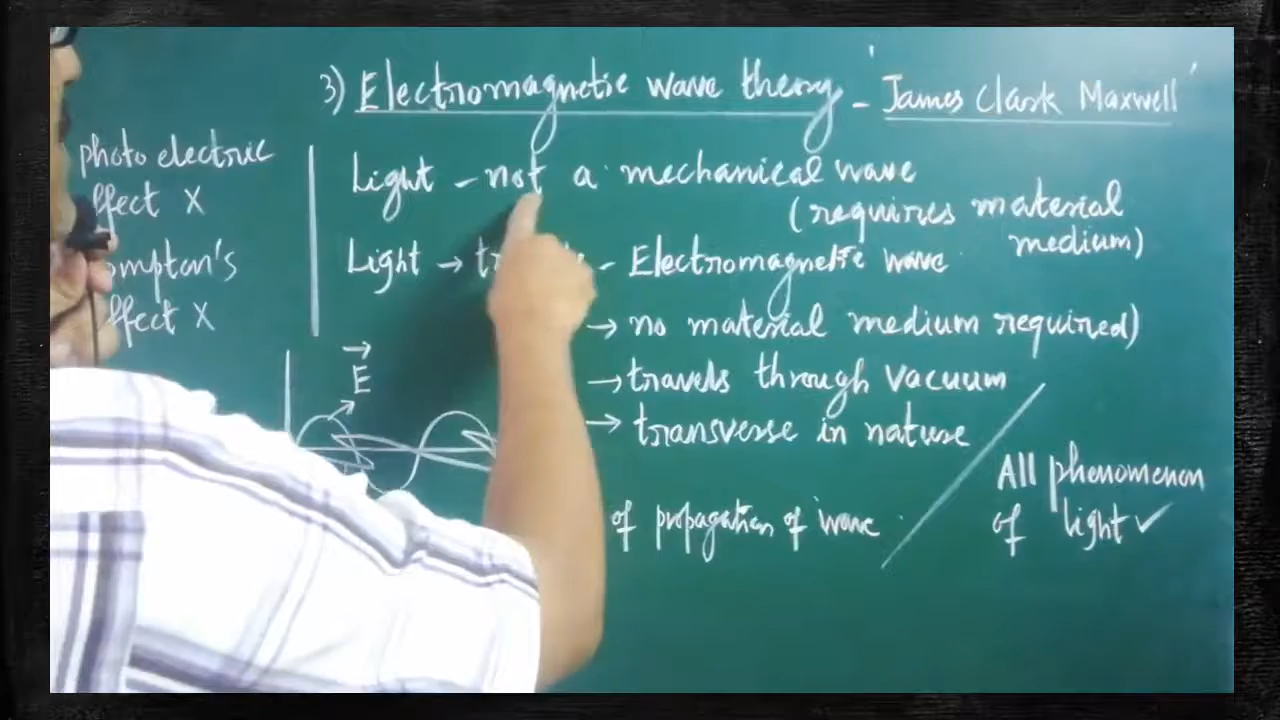 3) Electromagnetic wave theory - 'James Clark Maxwell'
photo electric
ffect X
ompton's
ffect X
Light - not a mechanical wave
(requires material
medium)
Light → - Electromagnetic wave
→ no material medium required)
→ travels through vacuum
→ transverse in nature
E
of propagation of wave
All phenomenon
of light ✓